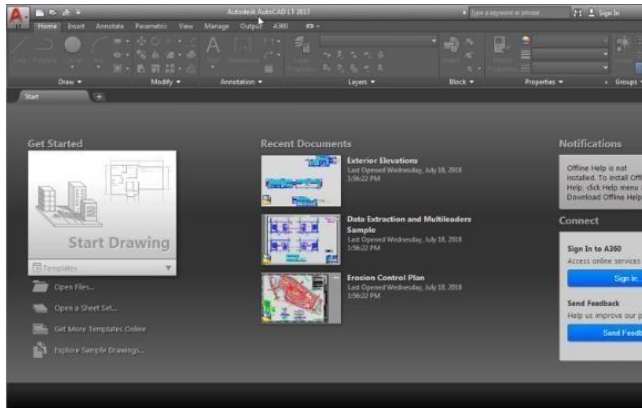 Autodesk AutoCAD LT 2017
Type a keyword or phrase
Sign In
Home Insert Annotate Parametric View Manage Output A360
Draw
Modify
Annotation
Layers
Block
Properties
Groups
Start
Get Started
Start Drawing
Templates
Open Files...
Open a Sheet Set...
Get More Templates Online
Explore Sample Drawings...
Recent Documents
Exterior Elevations
Last Opened Wednesday, July 18, 2018
1:56:22 PM
Data Extraction and Multileaders
Sample
Last Opened Wednesday, July 18, 2018
1:56:22 PM
Erosion Control Plan
Last Opened Wednesday, July 18, 2018
1:56:22 PM
Notifications
Offline Help is not
installed. To install Offl
Help, click Help menu
Download Offline Help
Connect
Sign In to A360
Access online services
Sign In...
Send Feedback
Help us improve our p
Send Feedb